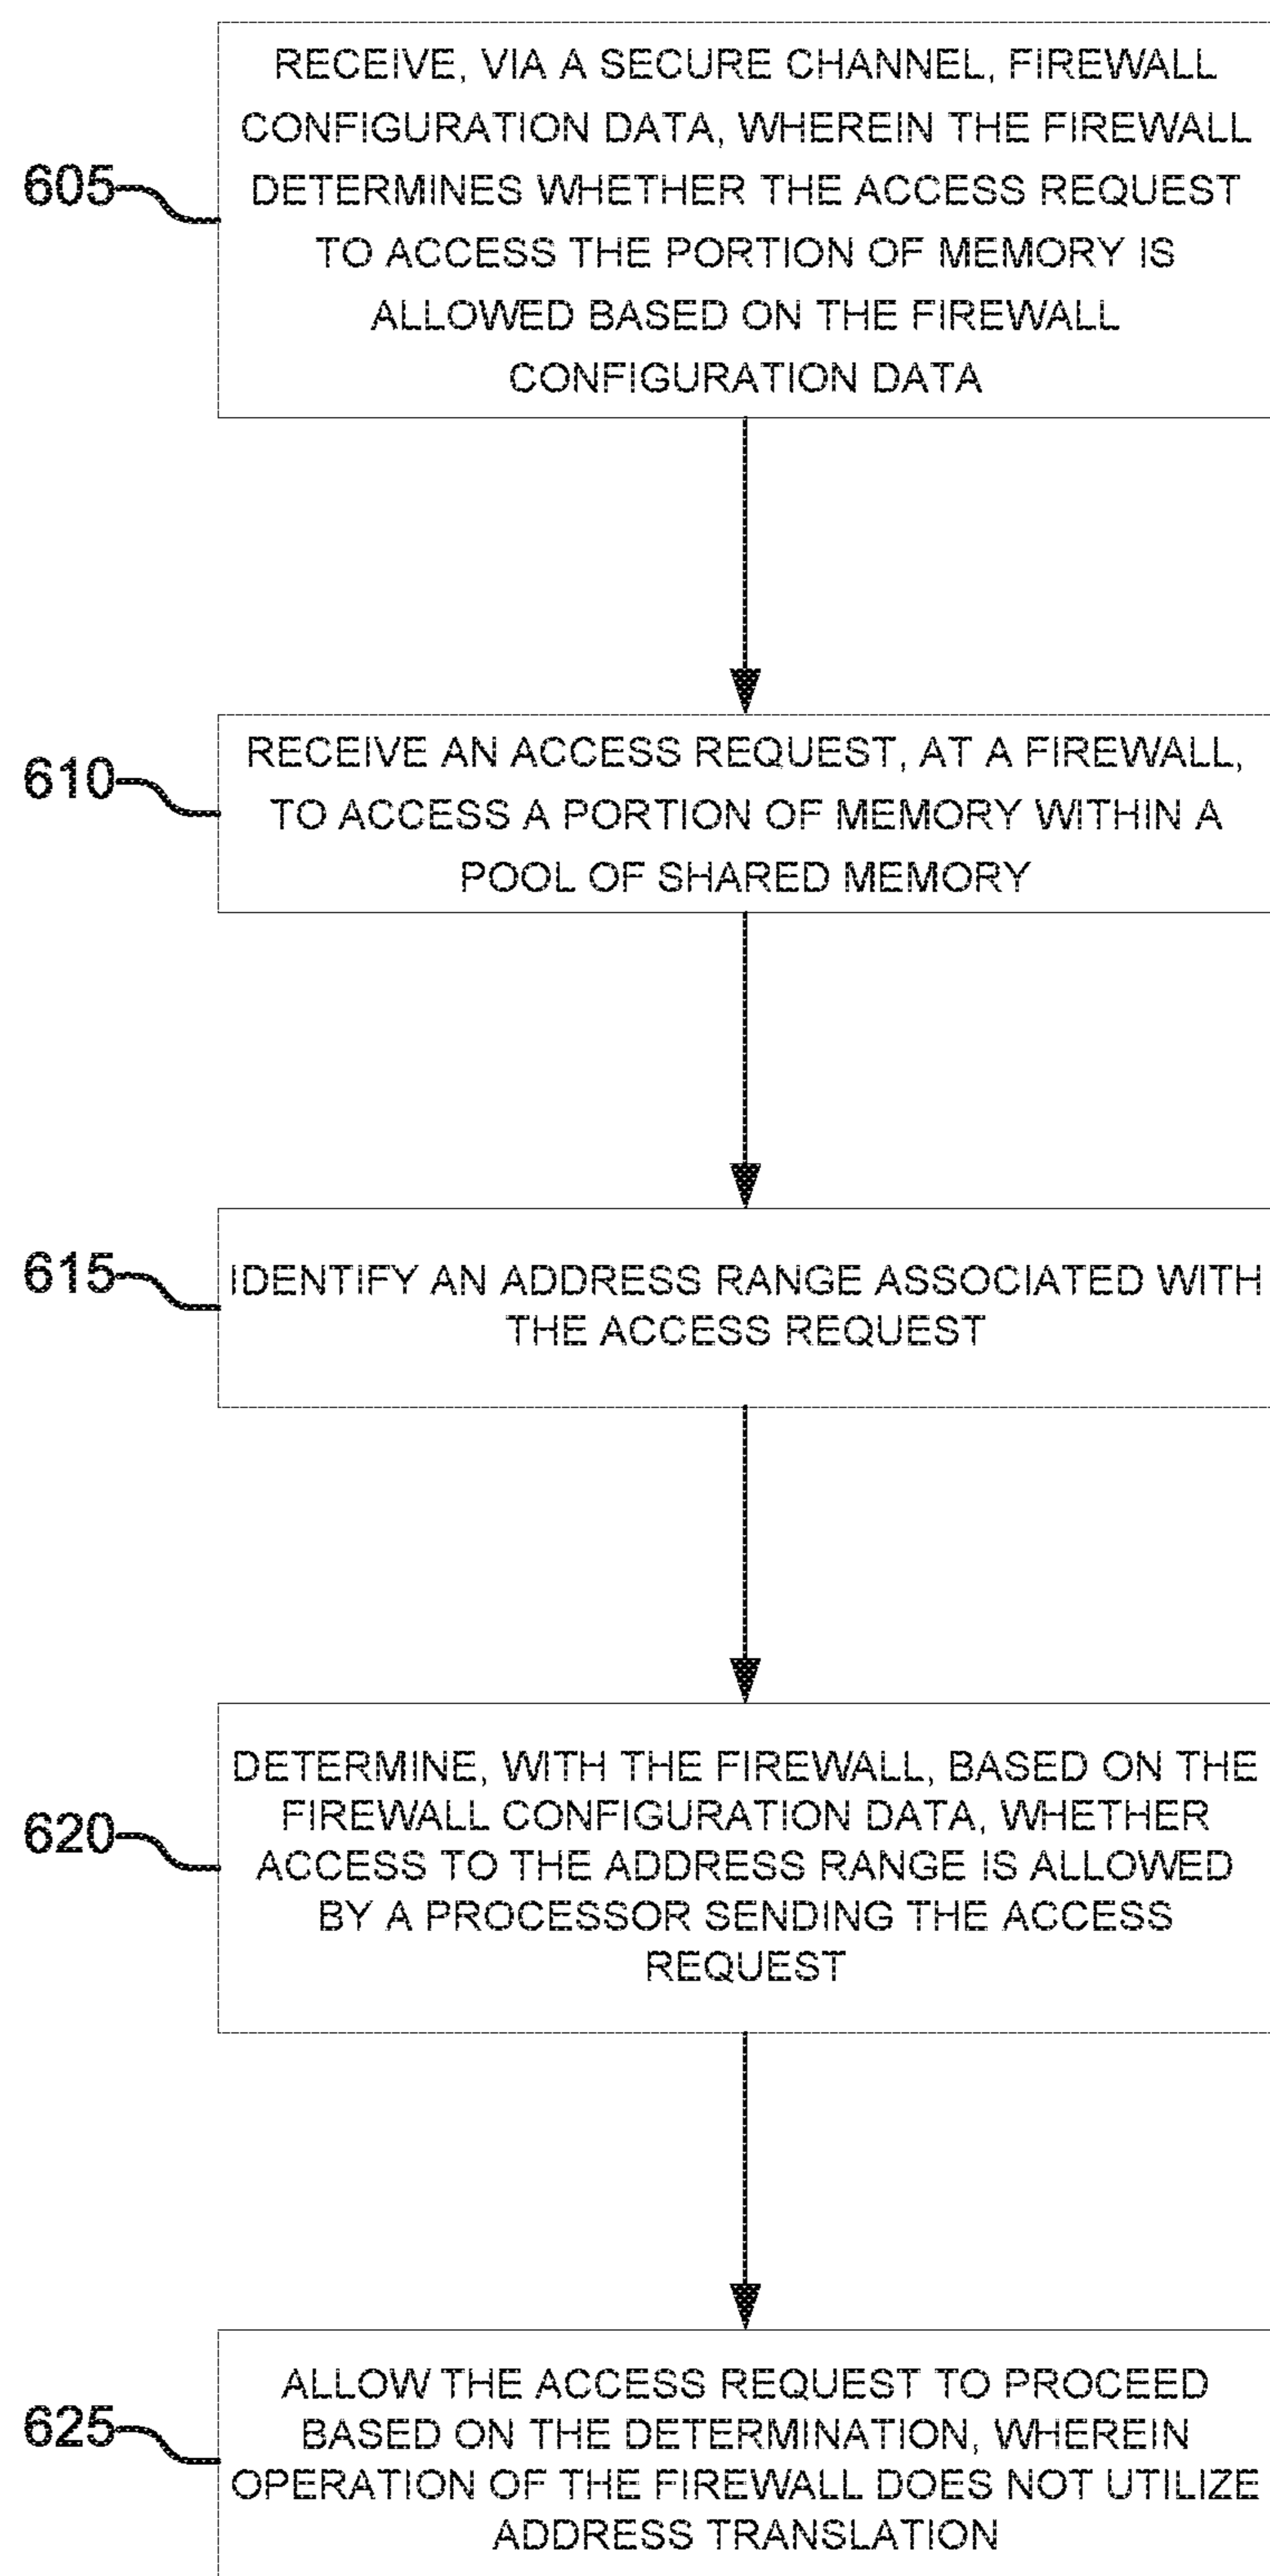 RECEIVE, VIA A SECURE CHANNEL, FIREWALL
CONFIGURATION DATA, WHEREIN THE FIREWALL
605
DETERMINES WHETHER THE ACCESS REQUEST
TO ACCESS THE PORTION OF MEMORY IS
ALLOWED BASED ON THE FIREWALL
CONFIGURATION DATA
610
RECEIVE AN ACCESS REQUEST, AT A FIREWALL,
TO ACCESS A PORTION OF MEMORY WITHIN A
POOL OF SHARED MEMORY
615
IDENTIFY AN ADDRESS RANGE ASSOCIATED WITH
THE ACCESS REQUEST
DETERMINE, WITH THE FIREWALL, BASED ON THE
FIREWALL CONFIGURATION DATA, WHETHER
620
ACCESS TO THE ADDRESS RANGE IS ALLOWED
BY A PROCESSOR SENDING THE ACCESS
REQUEST
ALLOW THE ACCESS REQUEST TO PROCEED
625
BASED ON THE DETERMINATION, WHEREIN
OPERATION OF THE FIREWALL DOES NOT UTILIZE
ADDRESS TRANSLATION